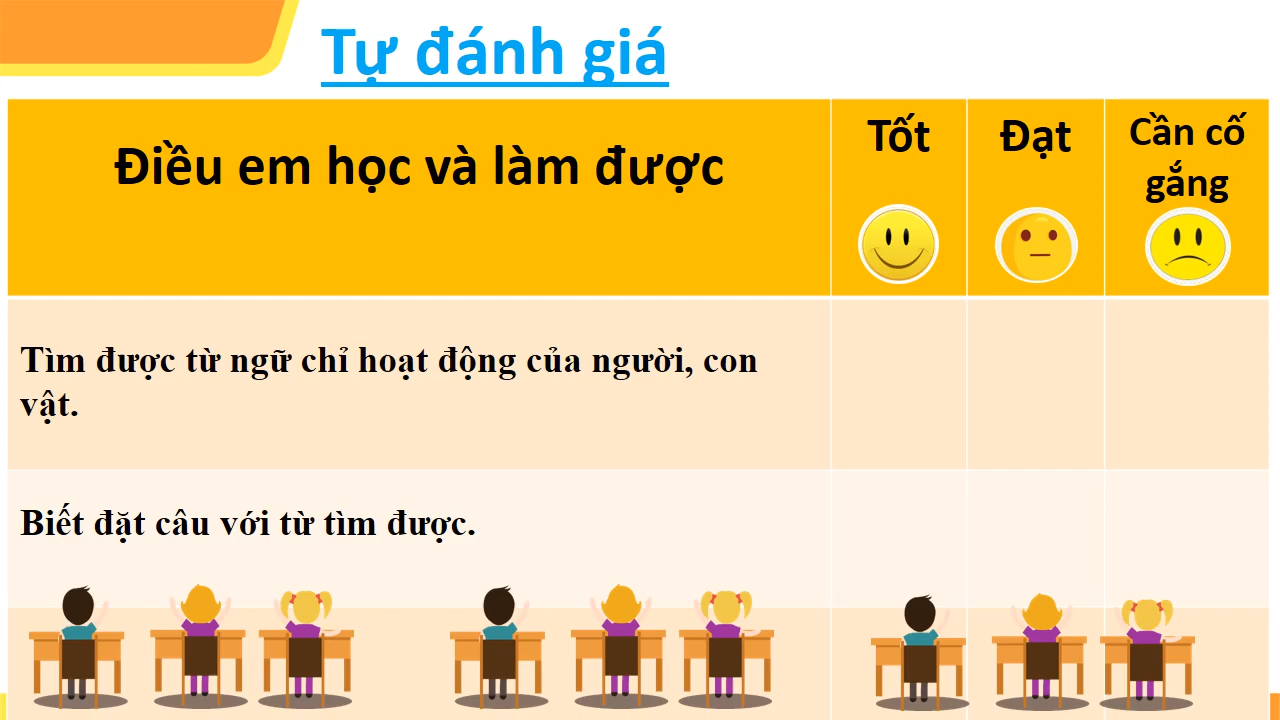 Tự đánh giá
Điều em học và làm được
Tốt
Đạt
Cần cố
gắng
Tìm được từ ngữ chỉ hoạt động của người, con
vật.
Biết đặt câu với từ tìm được.